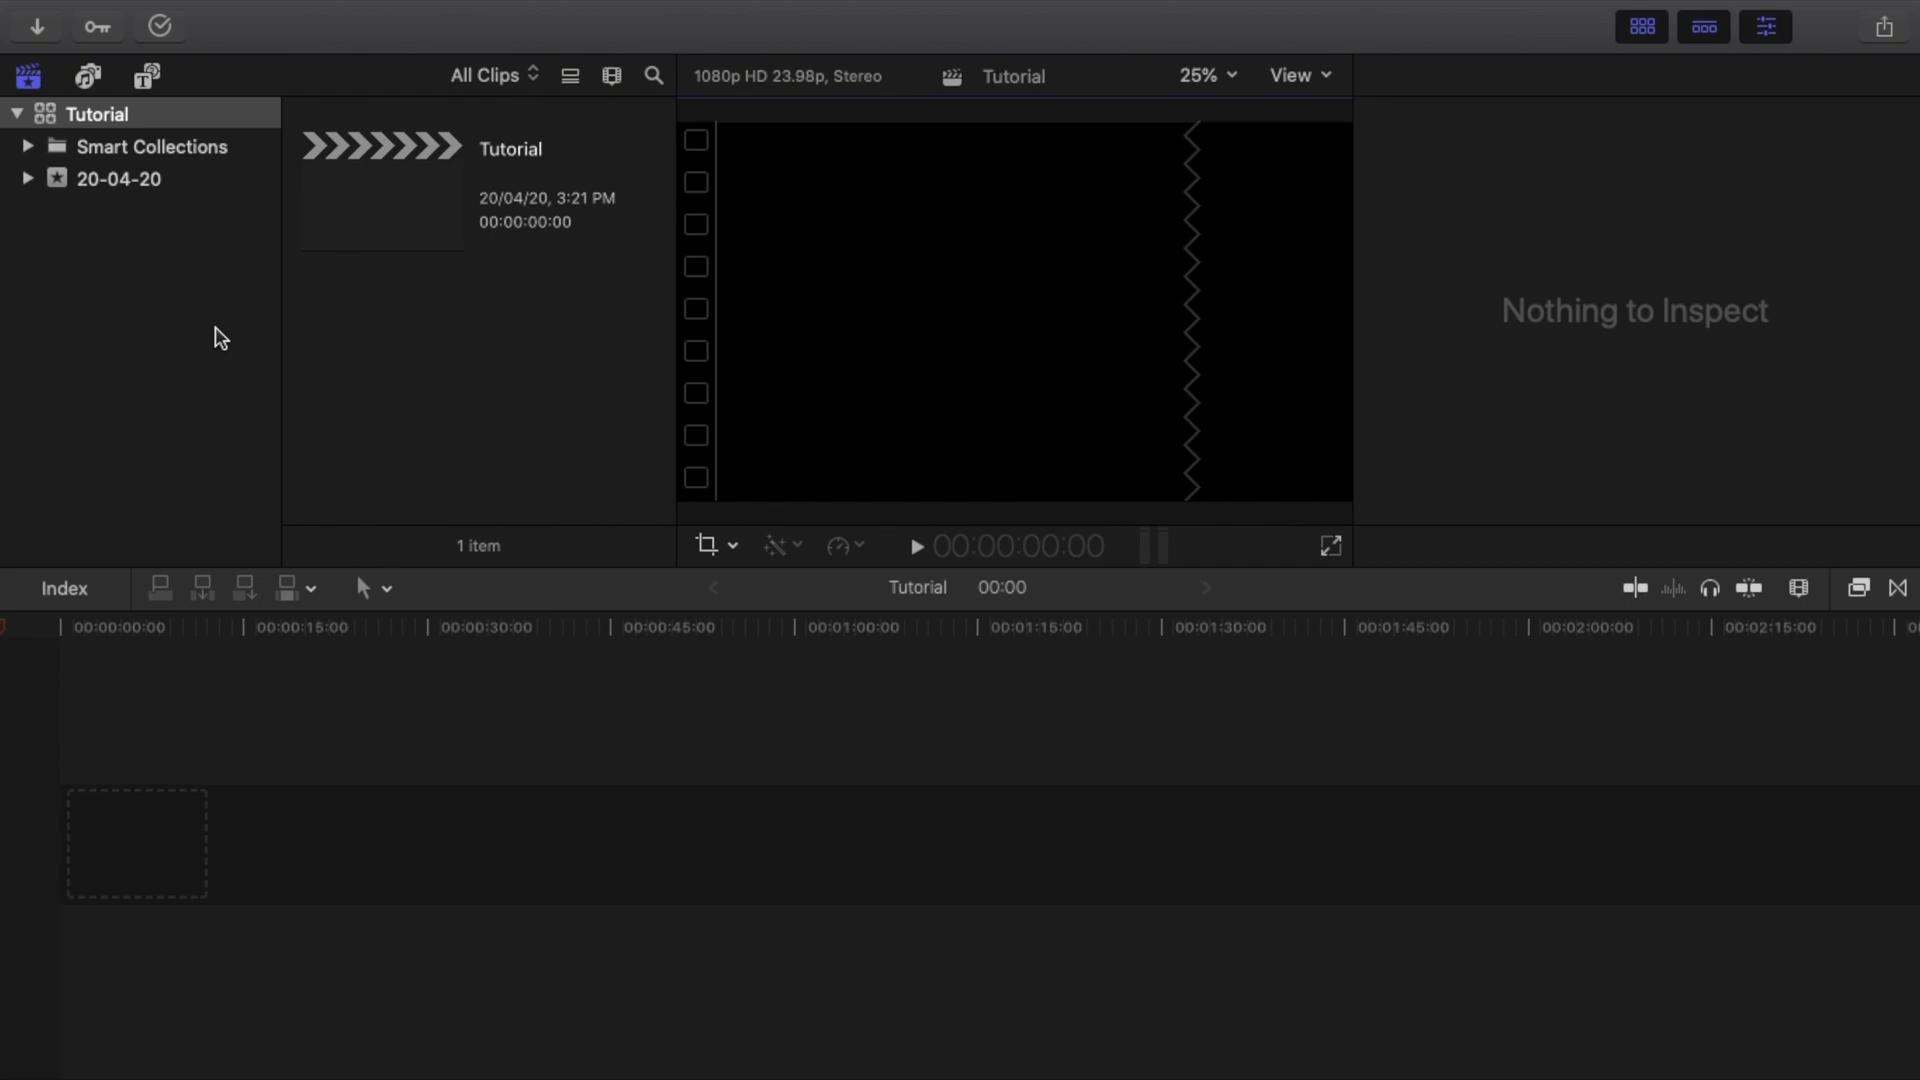 All Clips
1080p HD 23.98p, Stereo
Tutorial
25%
View
Tutorial
Smart Collections
20-04-20
Tutorial
20/04/20, 3:21 PM
00:00:00:00
Nothing to Inspect
1 item
00:00:00:00
Index
Tutorial 00:00
00:00:00:00 00:00:15:00 00:00:30:00 00:00:45:00 00:01:00:00 00:01:15:00 00:01:30:00 00:01:45:00 00:02:00:00 00:02:15:00